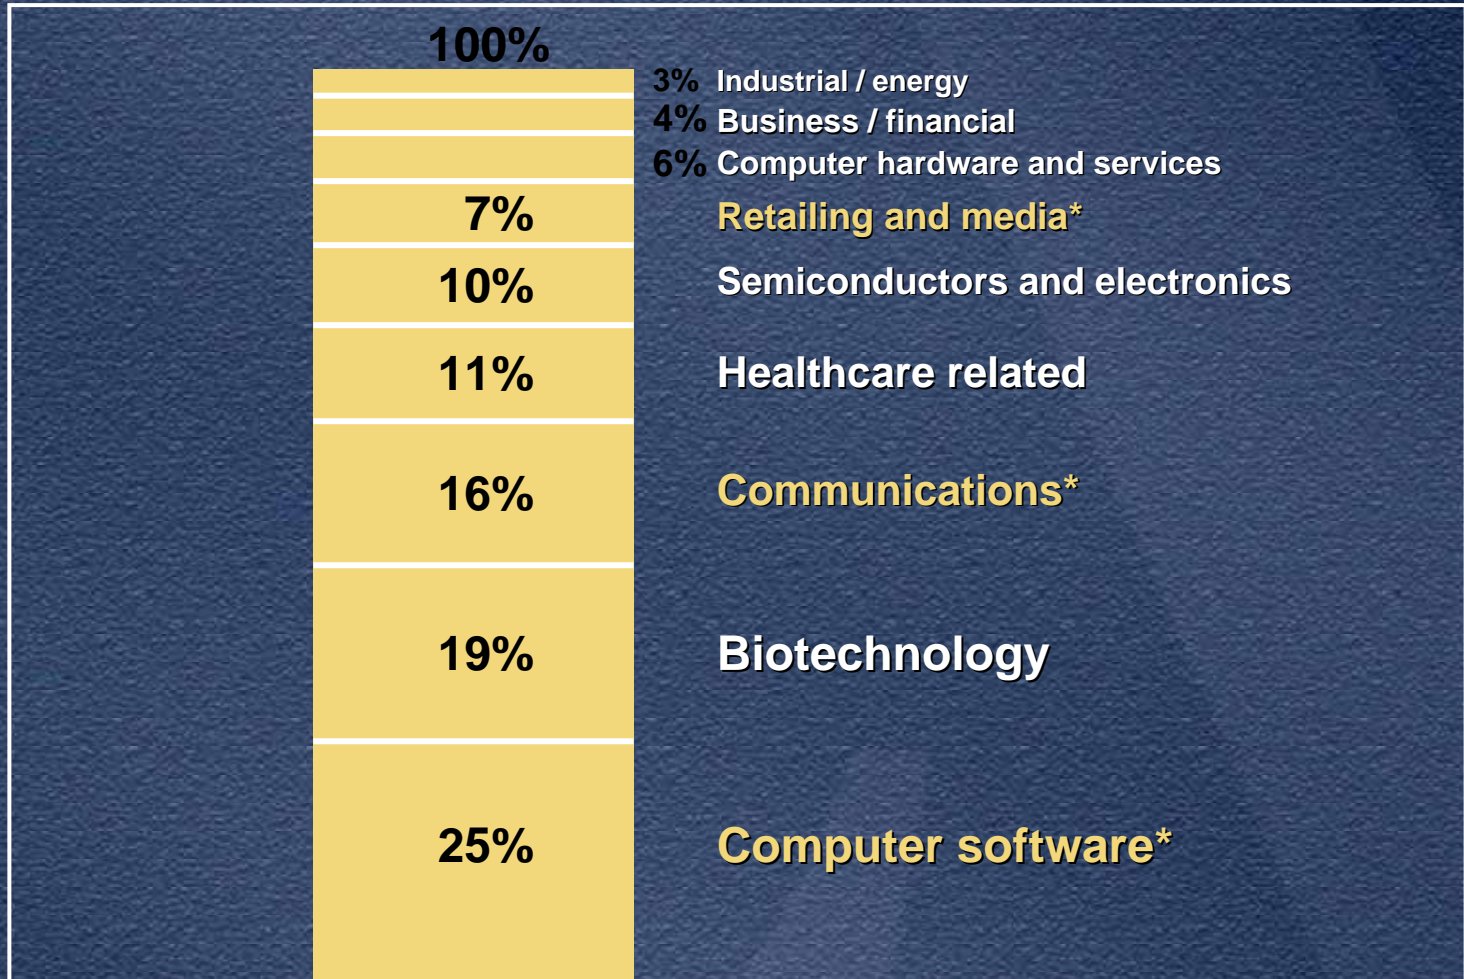 100%
3% Industrial / energy
4% Business / financial
6% Computer hardware and services
7% Retailing and media*
10% Semiconductors and electronics
11% Healthcare related
16% Communications*
19% Biotechnology
25% Computer software*